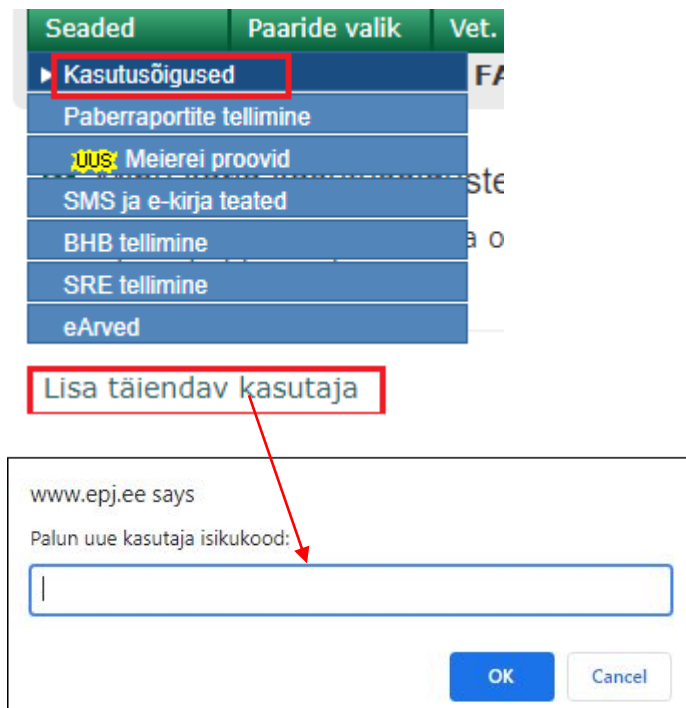 Seaded Paaride valik Vet.
Kasutusõigused FA
Paberraportite tellimine
UUS Meierei proovid
SMS ja e-kirja teated
BHB tellimine
SRE tellimine
eArved
Lisa täiendav kasutaja
www.epj.ee says
Palun uue kasutaja isikukood:
OK Cancel